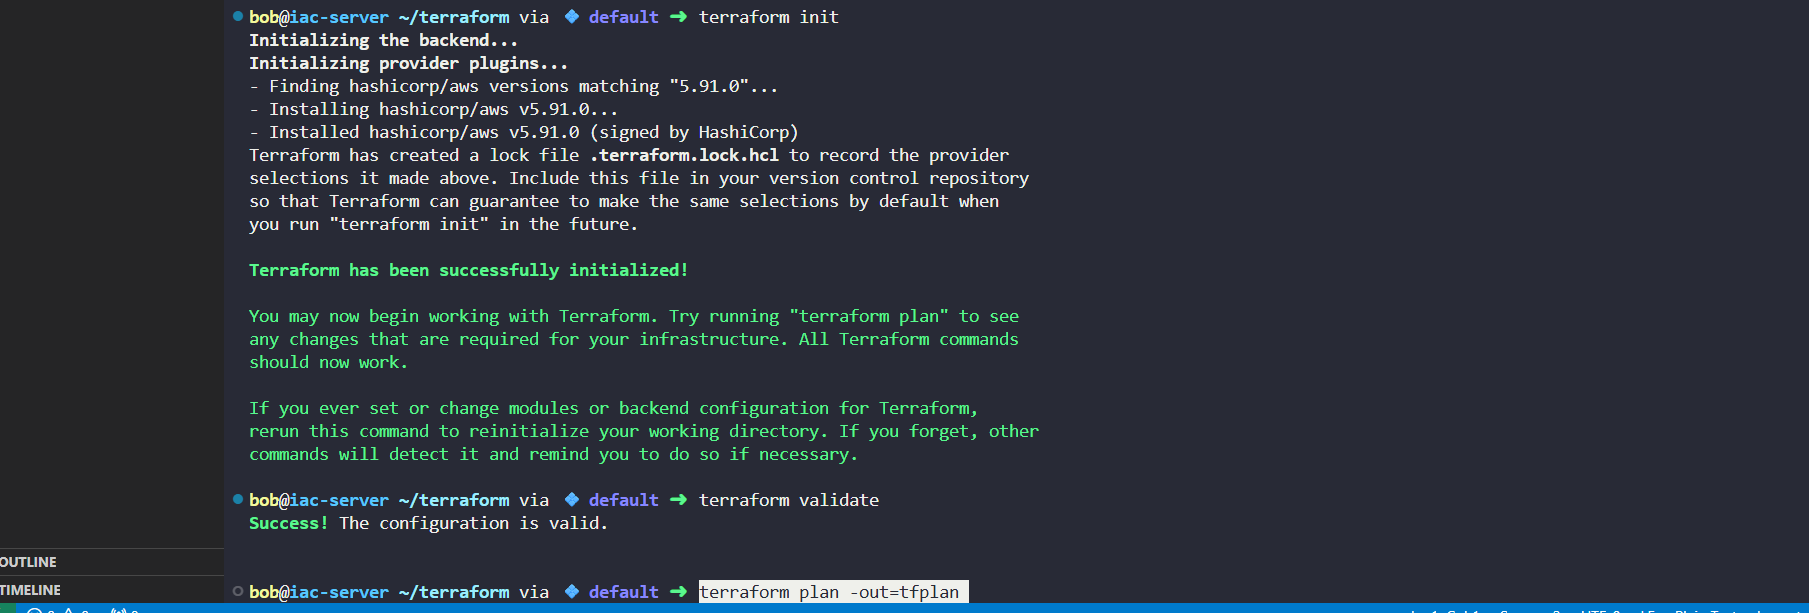 bob@iac-server ~/terraform via default ➜ terraform init
Initializing the backend...
Initializing provider plugins...
- Finding hashicorp/aws versions matching "5.91.0"...
- Installing hashicorp/aws v5.91.0...
- Installed hashicorp/aws v5.91.0 (signed by HashiCorp)
Terraform has created a lock file .terraform.lock.hcl to record the provider
selections it made above. Include this file in your version control repository
so that Terraform can guarantee to make the same selections by default when
you run "terraform init" in the future.
Terraform has been successfully initialized!
You may now begin working with Terraform. Try running "terraform plan" to see
any changes that are required for your infrastructure. All Terraform commands
should now work.
If you ever set or change modules or backend configuration for Terraform,
rerun this command to reinitialize your working directory. If you forget, other
commands will detect it and remind you to do so if necessary.
bob@iac-server ~/terraform via default ➜ terraform validate
Success! The configuration is valid.
OUTLINE
TIMELINE
bob@iac-server ~/terraform via default ➜ terraform plan -out=tfplan